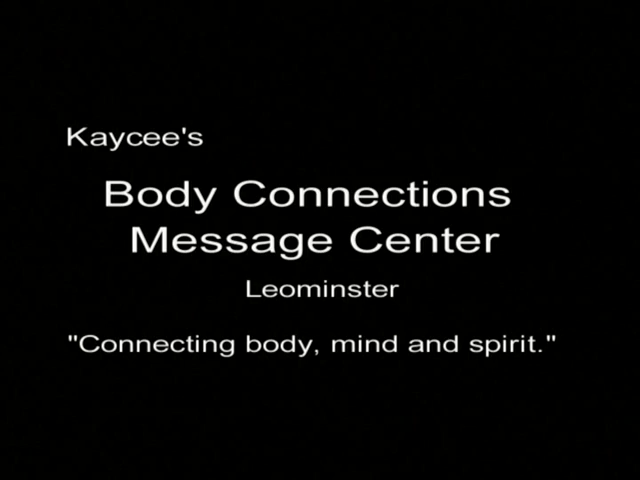 Kaycee's
Body Connections
Message Center
Leominster
"Connecting body, mind and spirit."